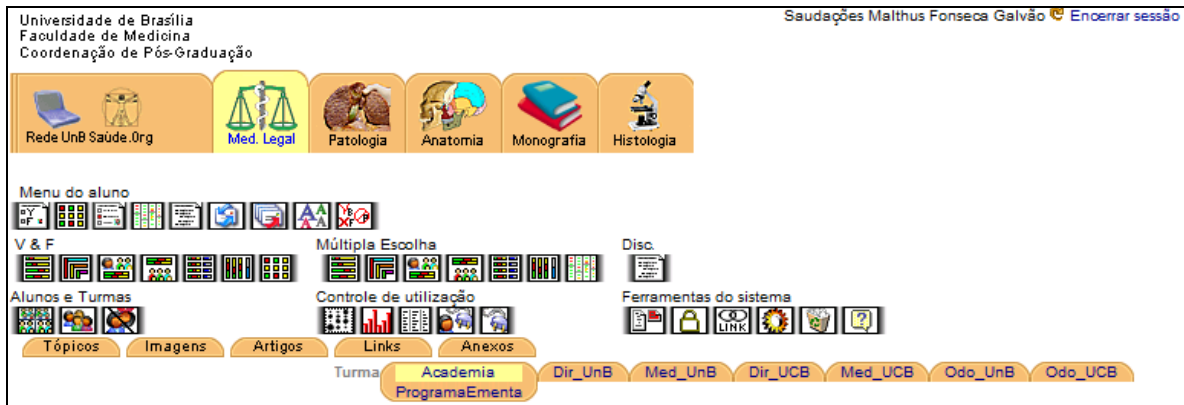 Universidade de Brasília
Faculdade de Medicina
Coordenação de Pós-Graduação
Saudações Malthus Fonseca Galvão Encerrar sessão
Rede UnB Saúde.Org
Med. Legal
Patologia
Anatomia
Monografia
Histologia
Menu do aluno
V & F
Múltipla Escolha
Disc.
Alunos e Turmas
Controle de utilização
Ferramentas do sistema
LINK
Tópicos
Imagens
Artigos
Links
Anexos
Turma
Academia
Dir_UnB
Med_UnB
Dir_UCB
Med_UCB
Odo_UnB
Odo_UCB
ProgramaEmenta